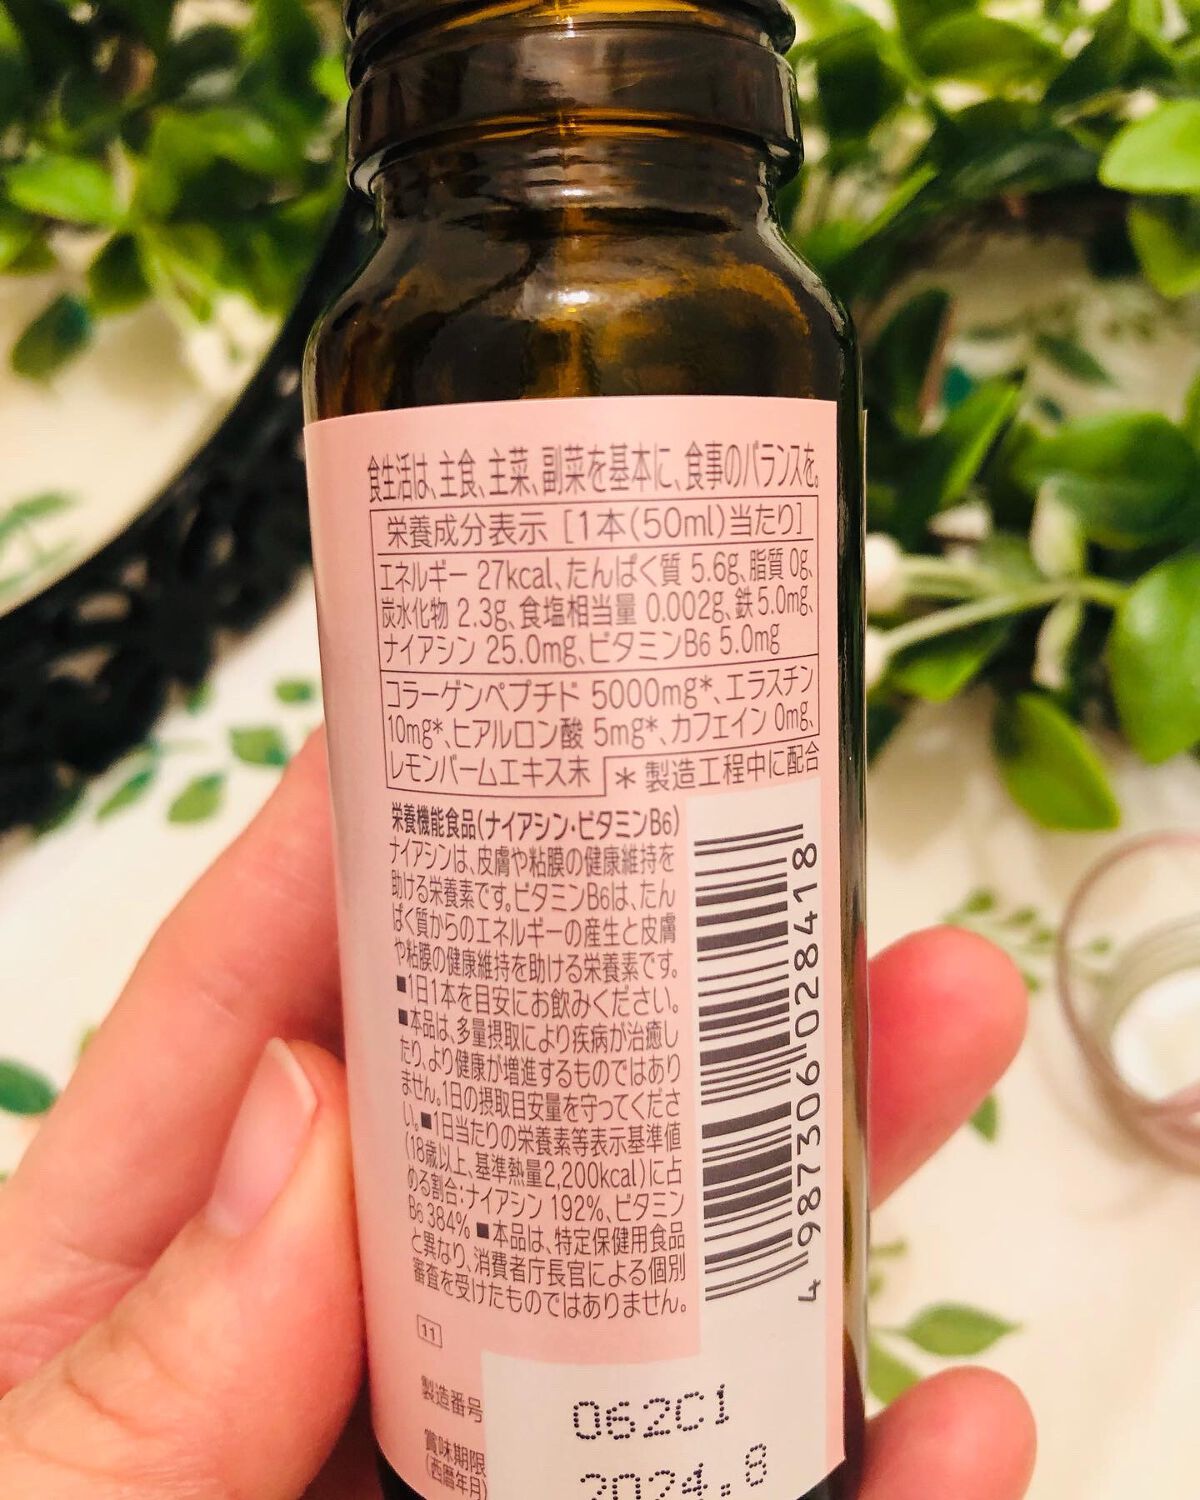 食生活は、主食、主菜、副菜を基本に、食事のバランスを。
栄養成分表示 [1本(50ml)当たり]
エネルギー 27kcal、たんぱく質 5.6g、脂質 0g、
炭水化物 2.3g、食塩相当量 0.002g、鉄5.0mg、
ナイアシン 25.0mg、ビタミンB6 5.0mg
コラーゲンペプチド 5000mg*、エラスチン
10mg*、ヒアルロン酸 5mg*、カフェイン 0mg、
レモンバームエキス末
*製造工程中に配合
栄養機能食品(ナイアシン・ビタミンB6)
ナイアシンは、皮膚や粘膜の健康維持を
助ける栄養素です。ビタミンB6は、たん
ぱく質からのエネルギーの産生と皮膚
や粘膜の健康維持を助ける栄養素です。
■1日1本を目安にお飲みください。
■本品は、多量摂取により疾病が治癒し
たり、より健康が増進するものではあり
ません。1日の摂取目安量を守ってくださ
い。■1日当たりの栄養素等表示基準値
(18歳以上、基準熱量2,200kcal)に占
める割合：ナイアシン 192%、ビタミン
B6 384% ■本品は、特定保健用食品
と異なり、消費者庁長官による個別
審査を受けたものではありません。
4 987306 028418
11
製造番号 062C1
賞味期限
(西暦年月) 2024.8